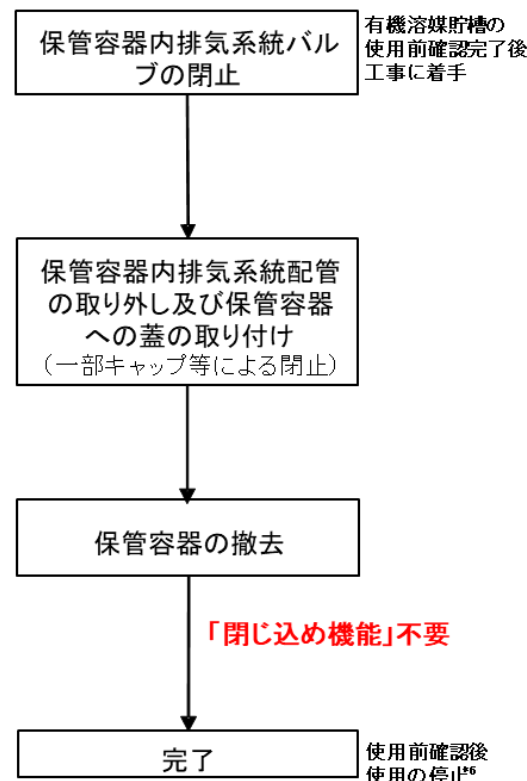 保管容器内排気系統バル
ブの閉止
有機溶媒貯槽の
使用前確認完了後
工事に着手
保管容器内排気系統配管
の取り外し及び保管容器
への蓋の取り付け
(一部キャップ等による閉止)
保管容器の撤去
「閉じ込め機能」不要
完了
使用前確認後
使用の停止*6